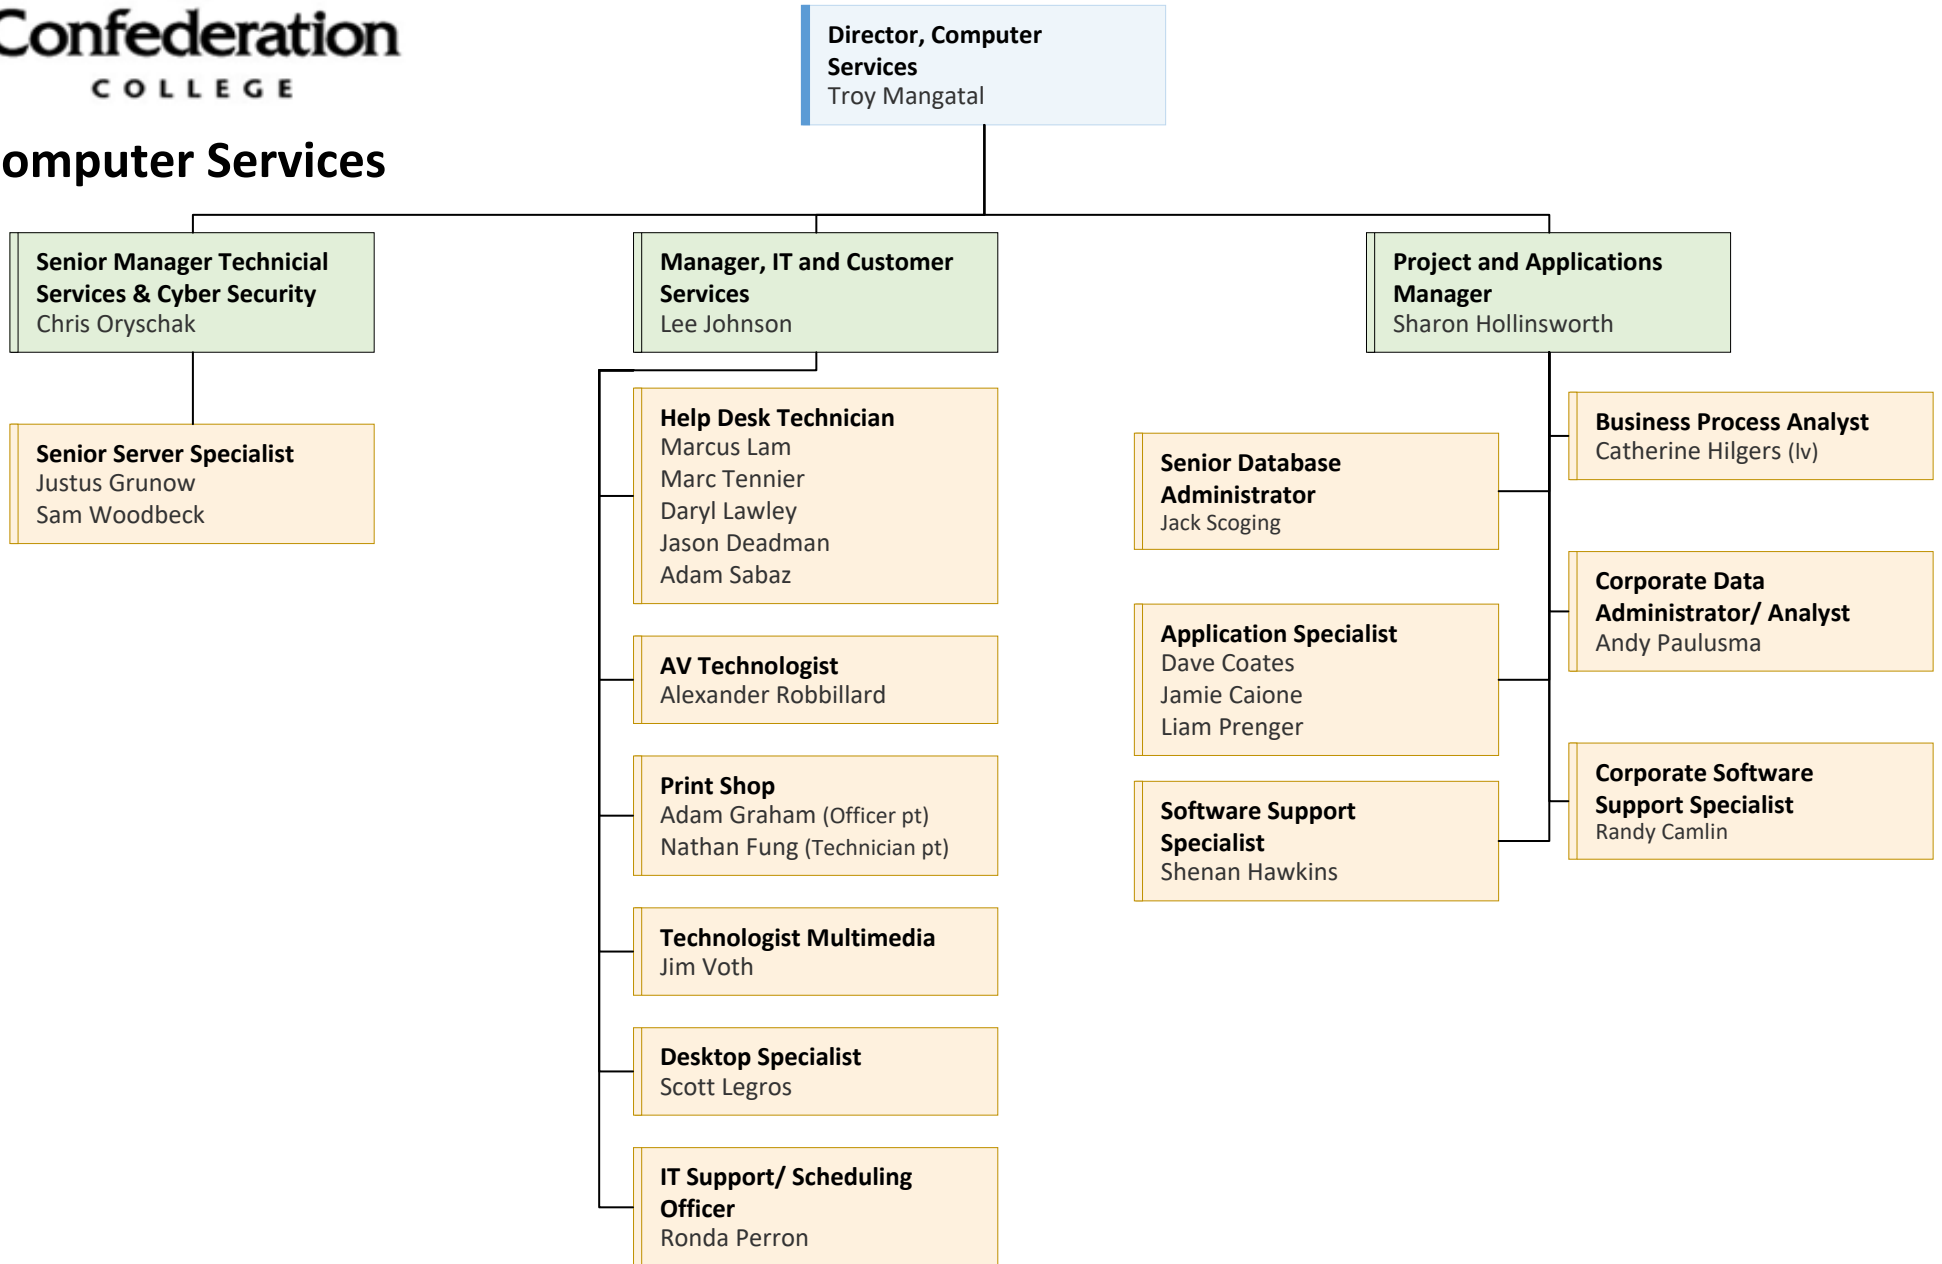 Confederation
COLLEGE
omputer Services
Director, Computer
Services
Troy Mangatal
Senior Manager Technicial
Services & Cyber Security
Chris Oryschak
Senior Server Specialist
Justus Grunow
Sam Woodbeck
Manager, IT and Customer
Services
Lee Johnson
Help Desk Technician
Marcus Lam
Marc Tennier
Daryl Lawley
Jason Deadman
Adam Sabaz
AV Technologist
Alexander Robbillard
Print Shop
Adam Graham (Officer pt)
Nathan Fung (Technician pt)
Technologist Multimedia
Jim Voth
Desktop Specialist
Scott Legros
IT Support/ Scheduling
Officer
Ronda Perron
Project and Applications
Manager
Sharon Hollinsworth
Senior Database
Administrator
Jack Scoging
Application Specialist
Dave Coates
Jamie Caione
Liam Prenger
Software Support
Specialist
Shenan Hawkins
Business Process Analyst
Catherine Hilgers (lv)
Corporate Data
Administrator/ Analyst
Andy Paulusma
Corporate Software
Support Specialist
Randy Camlin